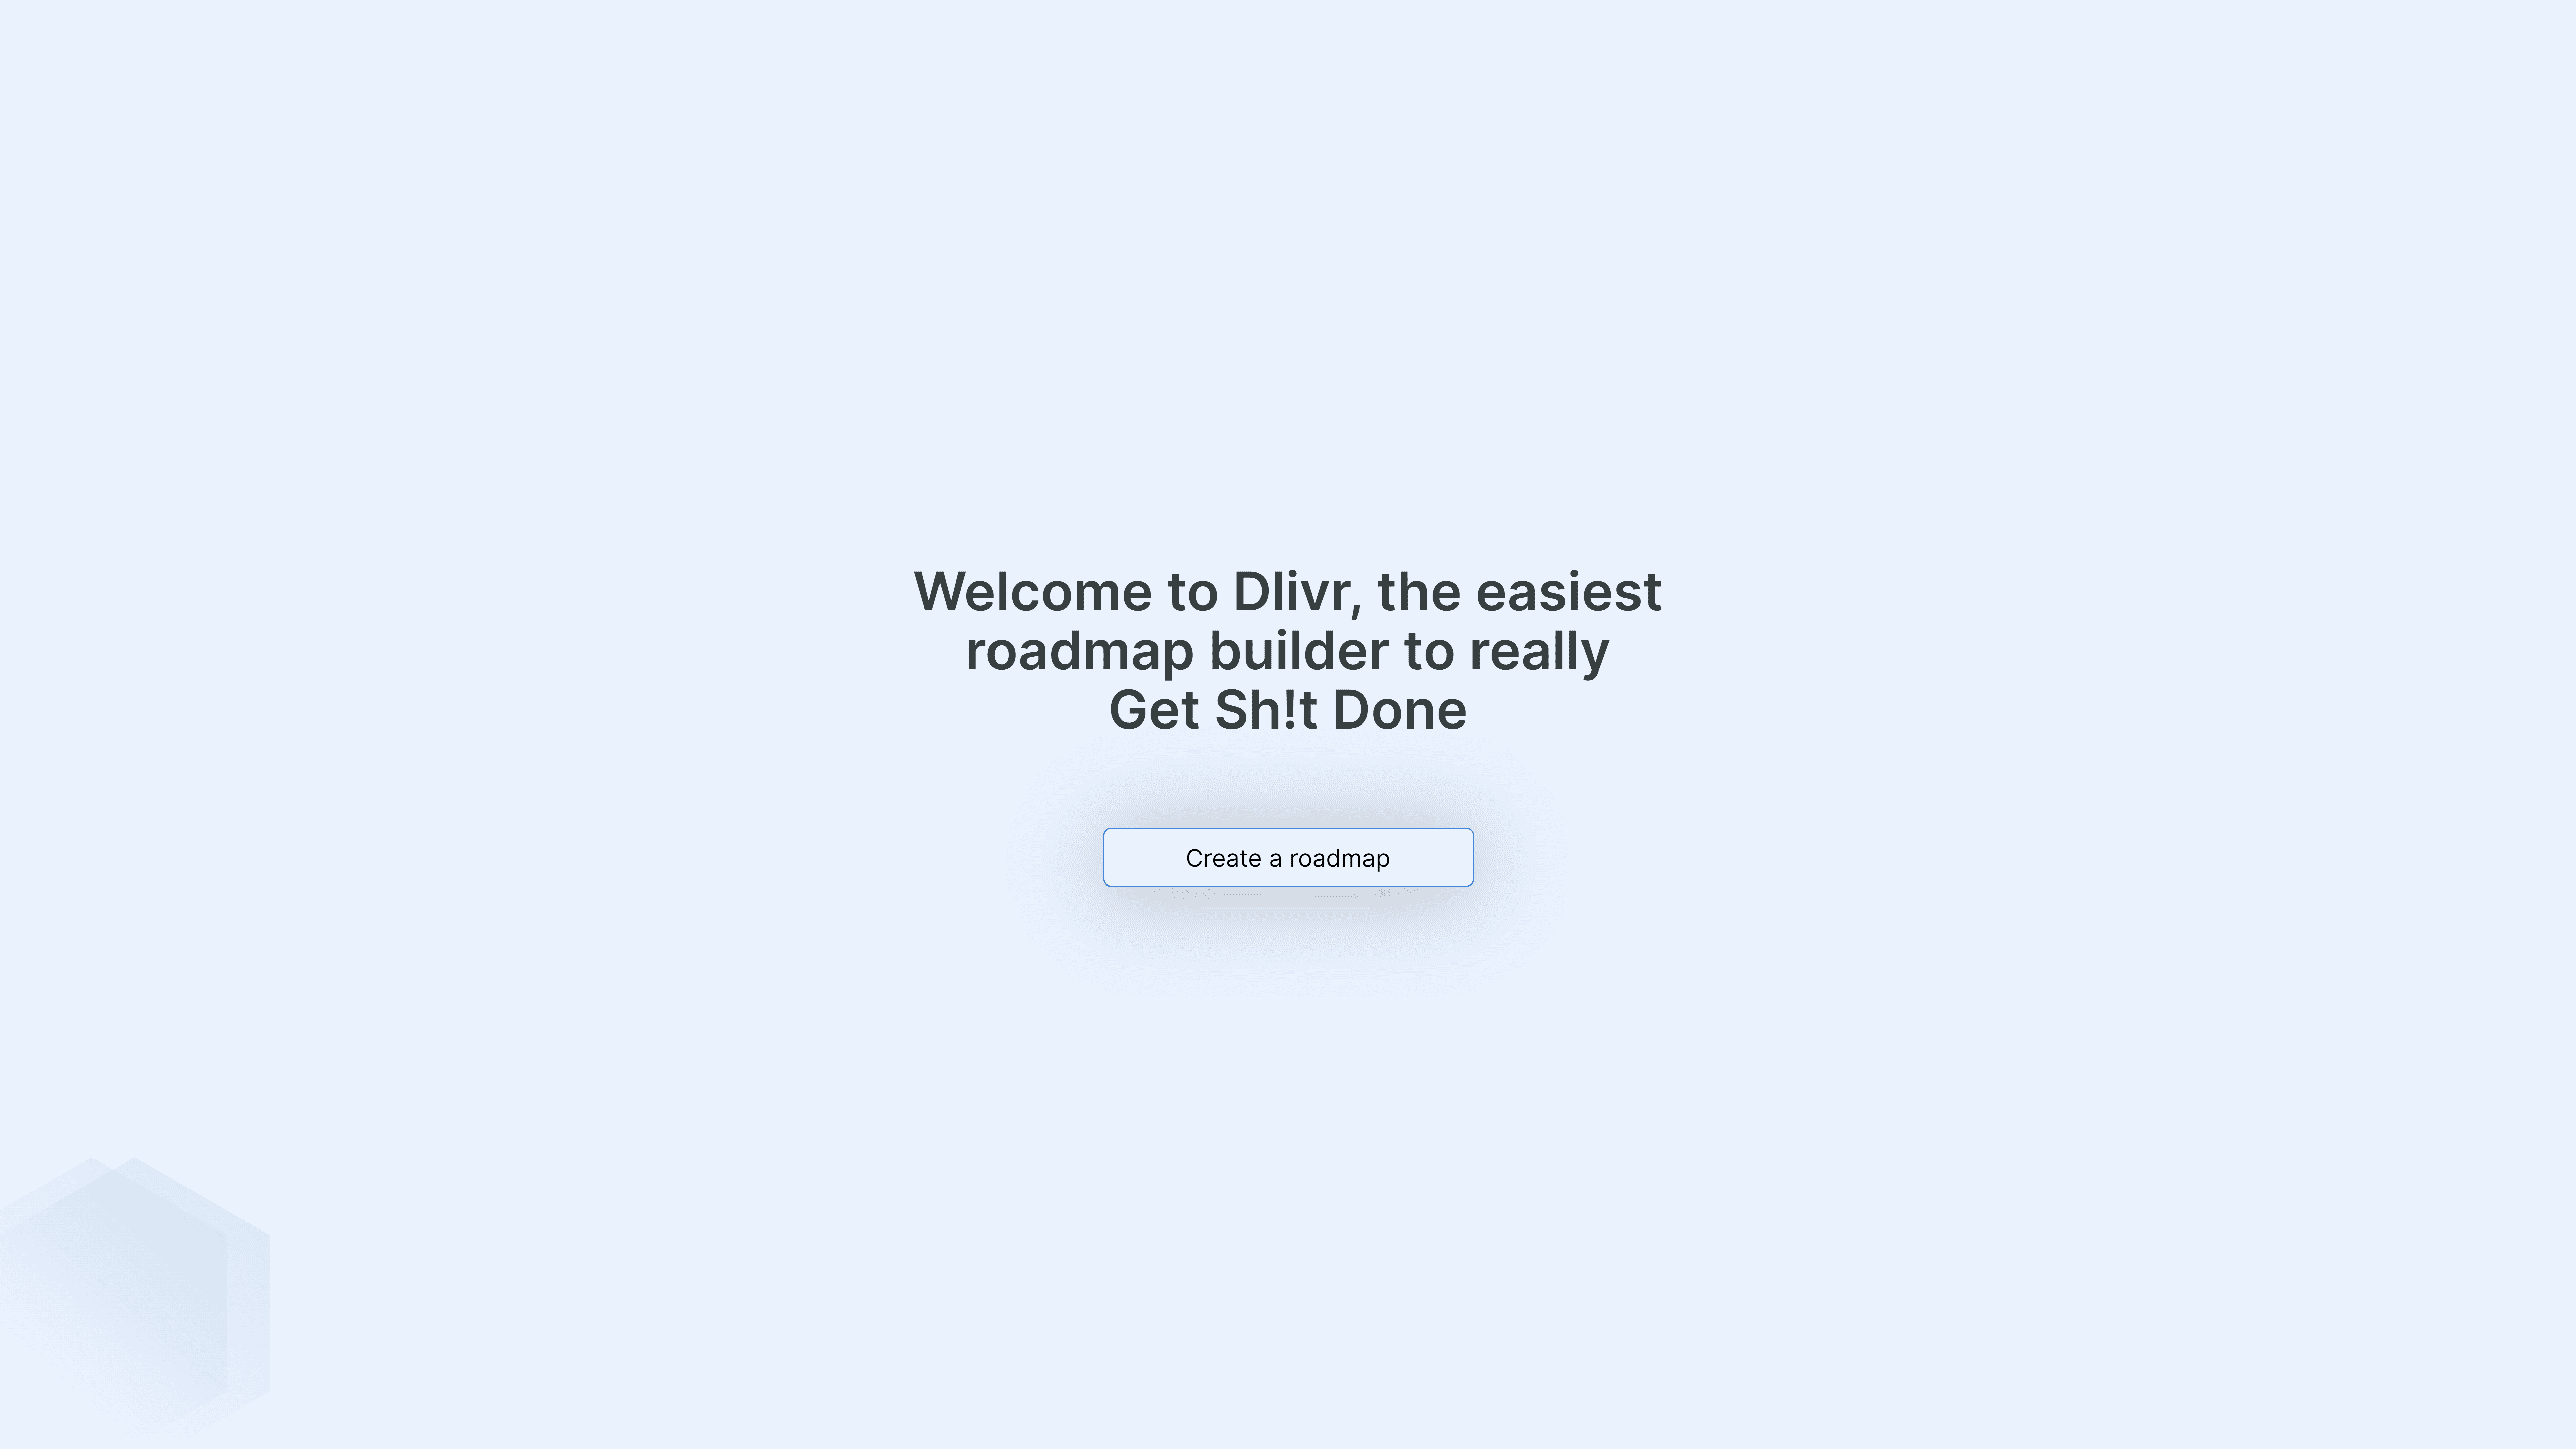 Welcome to Dlivr, the easiest
roadmap builder to really
Get Sh!t Done
Create a roadmap